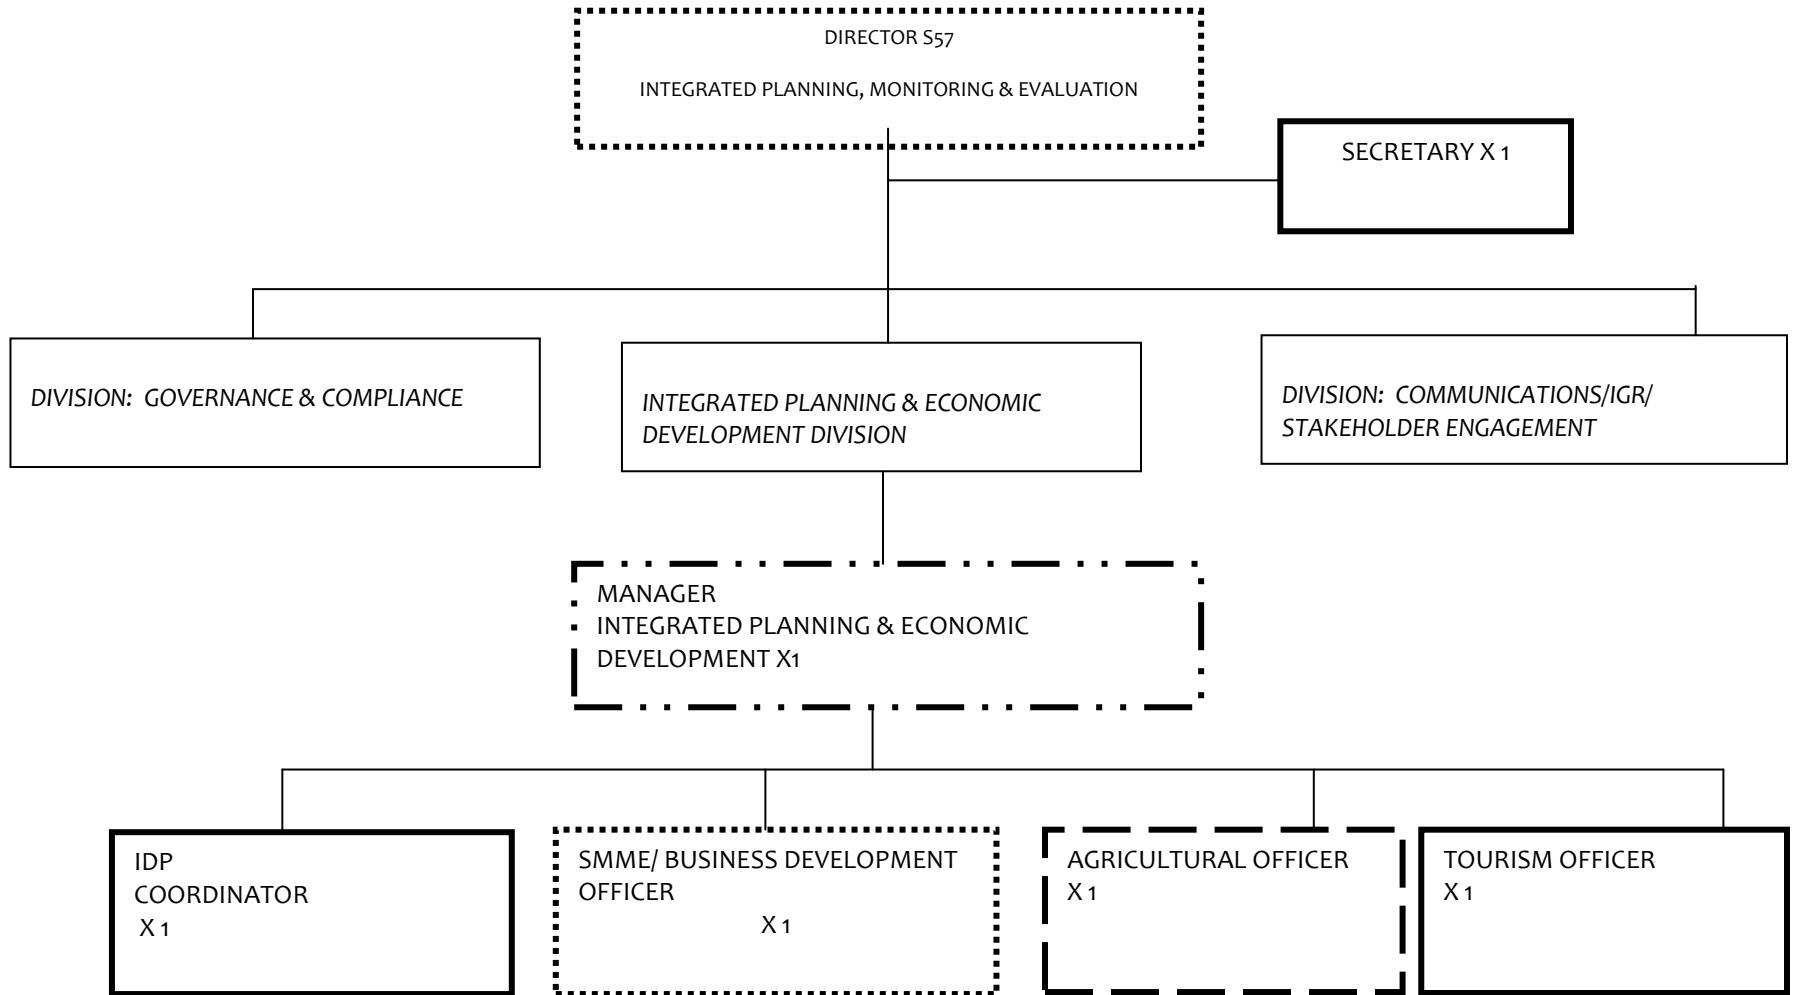 DIRECTOR S57
INTEGRATED PLANNING, MONITORING & EVALUATION
SECRETARY X 1
DIVISION: GOVERNANCE & COMPLIANCE
INTEGRATED PLANNING & ECONOMIC
DEVELOPMENT DIVISION
DIVISION: COMMUNICATIONS/IGR/
STAKEHOLDER ENGAGEMENT
MANAGER
INTEGRATED PLANNING & ECONOMIC
DEVELOPMENT X1
IDP
COORDINATOR
X 1
SMME/ BUSINESS DEVELOPMENT
OFFICER
X 1
AGRICULTURAL OFFICER
X 1
TOURISM OFFICER
X 1